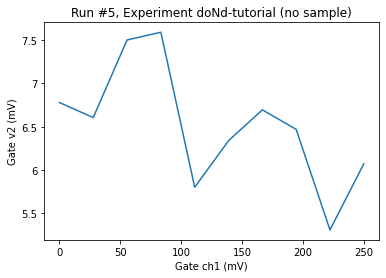 Run #5, Experiment doNd-tutorial (no sample)
7.5
7
6.5
6
5.5
Gate v2 (mV)
0 50 100 150 200 250
Gate ch1 (mV)